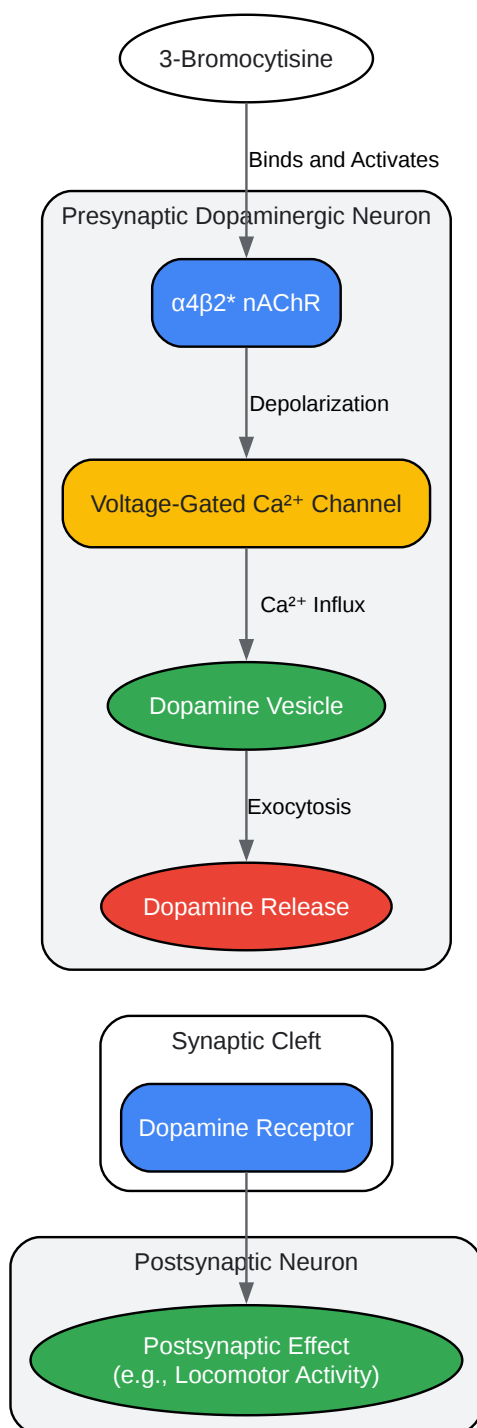 3-Bromocytisine
Binds and Activates
Presynaptic Dopaminergic Neuron
α4β2* nAChR
Depolarization
Voltage-Gated Ca²⁺ Channel
Ca²⁺ Influx
Dopamine Vesicle
Exocytosis
Dopamine Release
Synaptic Cleft
Dopamine Receptor
Postsynaptic Neuron
Postsynaptic Effect
(e.g., Locomotor Activity)